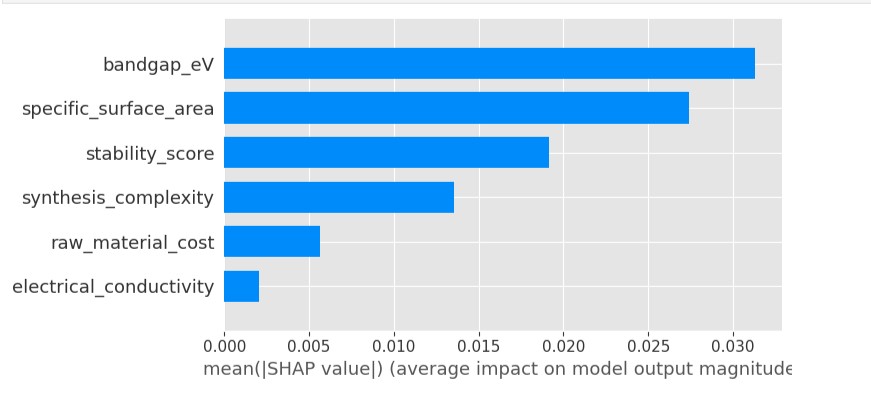 bandgap_eV
specific_surface_area
stability_score
synthesis_complexity
raw_material_cost
electrical_conductivity
0.000 0.005 0.010 0.015 0.020 0.025 0.030
mean(|SHAP value|) (average impact on model output magnitude